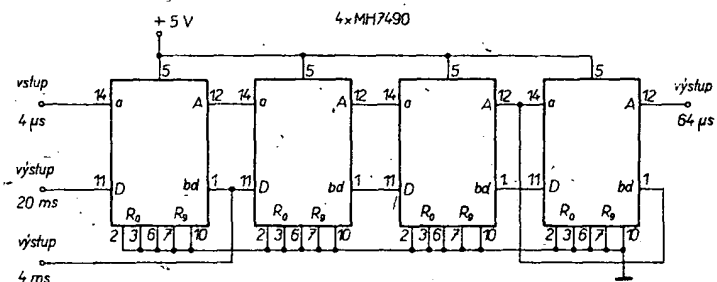 4xMH7490
+ 5 V
5 5 5 5
vstup 14 a A 12 14 a A 12 14 a A 12 14 a A 12 výstup
4 µs 64 µs
výstup 11 D bd 1 11 D bd 1 11 D bd 1 11 D bd 1
20 ms
R₀ R₉ R₀ R₉ R₀ R₉ R₀ R₉
výstup 2 3 6 7 10 2 3 6 7 10 2 3 6 7 10 2 3 6 7 10
4 ms